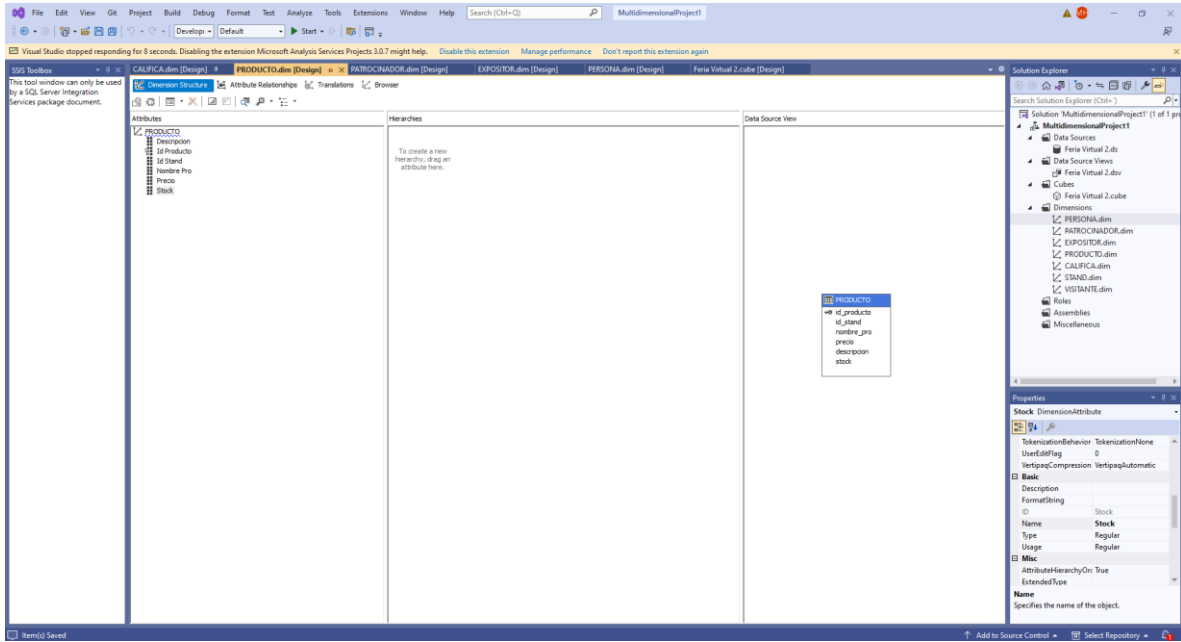 File Edit View Git Project Build Debug Format Test Analyze Tools Extensions Window Help Search (Ctrl+Q) MultidimensionalProject1 MH
Developi Default Start
Visual Studio stopped responding for 8 seconds. Disabling the extension Microsoft Analysis Services Projects 3.0.7 might help. Disable this extension Manage performance Don't report this extension again
SSIS Toolbox
This tool window can only be used
by a SQL Server Integration
Services package document.
CALIFICA.dim [Design] PRODUCTO.dim [Design] PATROCINADOR.dim [Design] EXPOSITOR.dim [Design] PERSONA.dim [Design] Feria Virtual 2.cube [Design]
Dimension Structure Attribute Relationships Translations Browser
Attributes
PRODUCTO
Descripcion
Id Producto
Id Stand
Nombre Pro
Precio
Stock
Hierarchies
To create a new
hierarchy, drag an
attribute here.
Data Source View
PRODUCTO
id_producto
id_stand
nombre_pro
precio
descripcion
stock
Solution Explorer
Search Solution Explorer (Ctrl+')
Solution 'MultidimensionalProject1' (1 of 1 pro
MultidimensionalProject1
Data Sources
Feria Virtual 2.ds
Data Source Views
Feria Virtual 2.dsv
Cubes
Feria Virtual 2.cube
Dimensions
PERSONA.dim
PATROCINADOR.dim
EXPOSITOR.dim
PRODUCTO.dim
CALIFICA.dim
STAND.dim
VISITANTE.dim
Roles
Assemblies
Miscellaneous
Properties
Stock DimensionAttribute
TokenizationBehavior TokenizationNone
UserEditFlag 0
VertipaqCompression VertipaqAutomatic
Basic
Description
FormatString
ID Stock
Name Stock
Type Regular
Usage Regular
Misc
AttributeHierarchyOr True
ExtendedType
Name
Specifies the name of the object.
Item(s) Saved Add to Source Control Select Repository 1